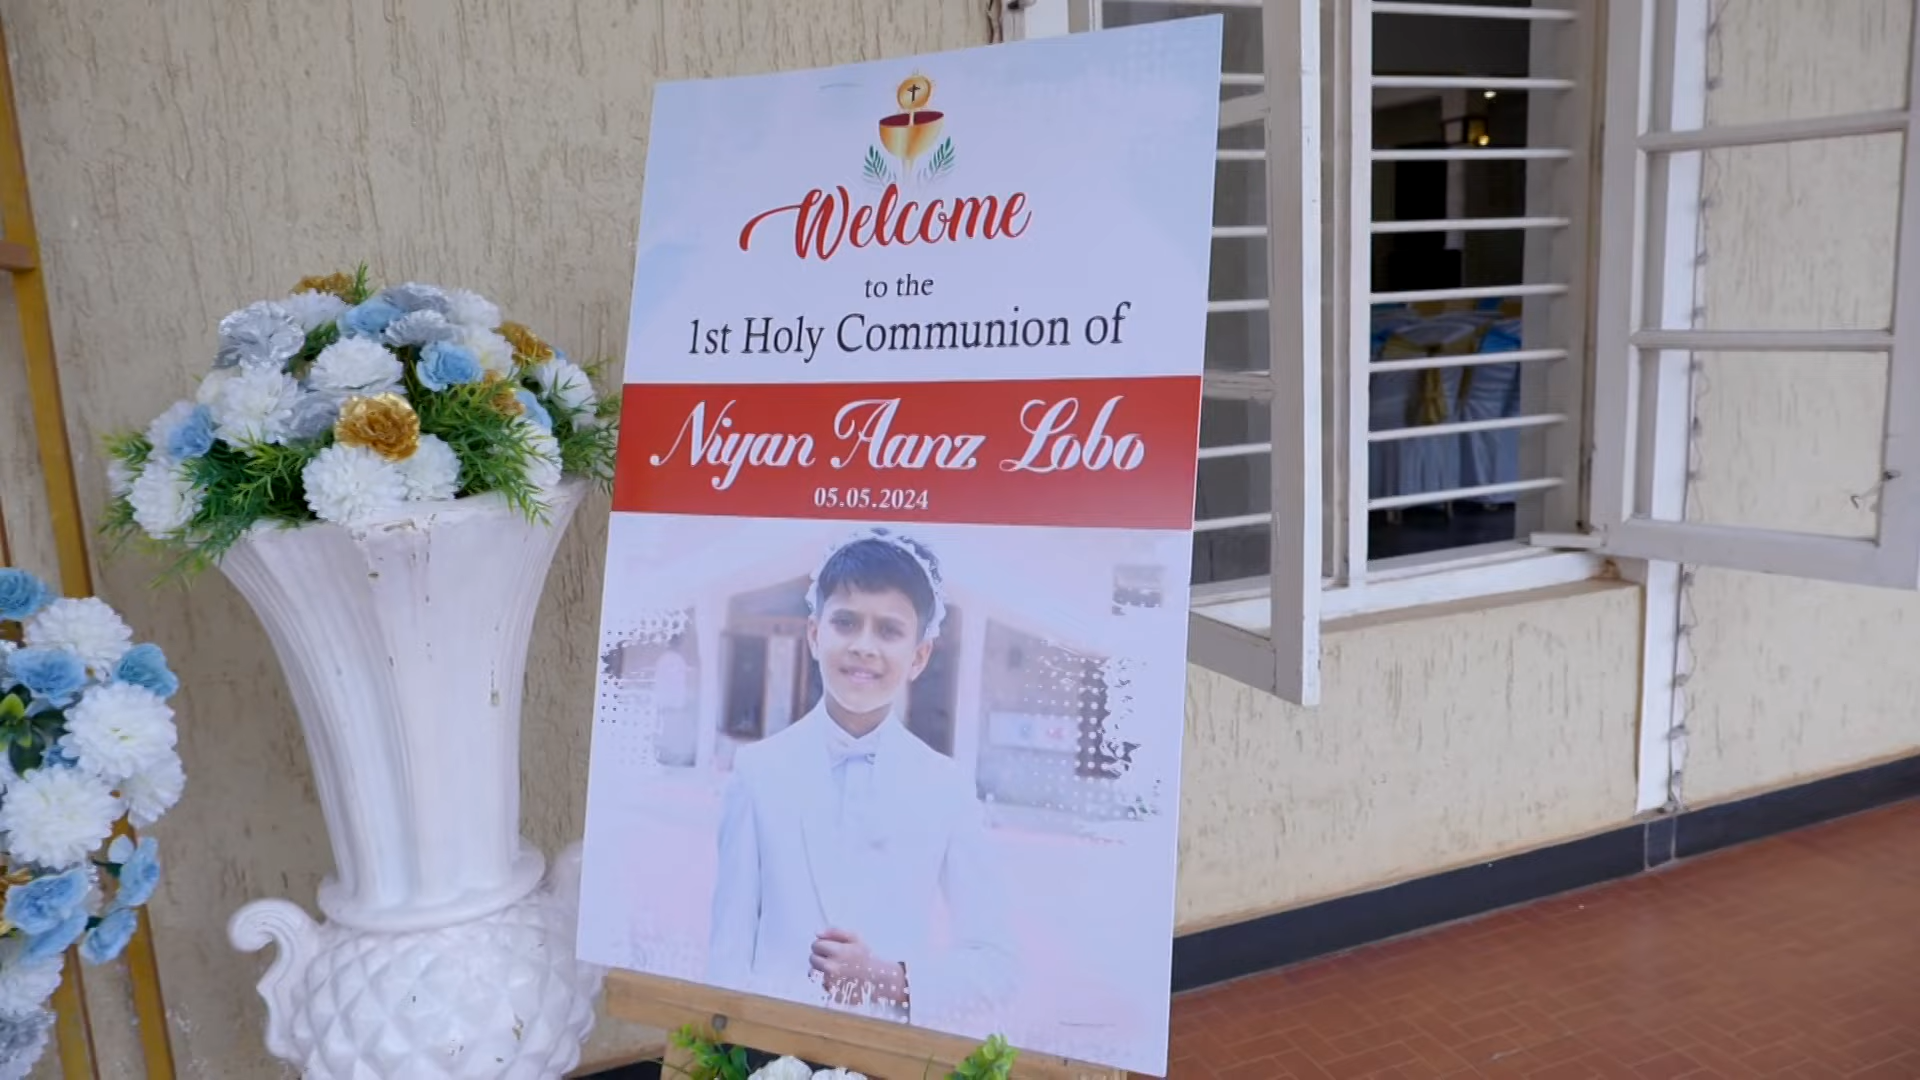 Welcome
to the
1st Holy Communion of
Niyan Aanz Lobo
05.05.2024